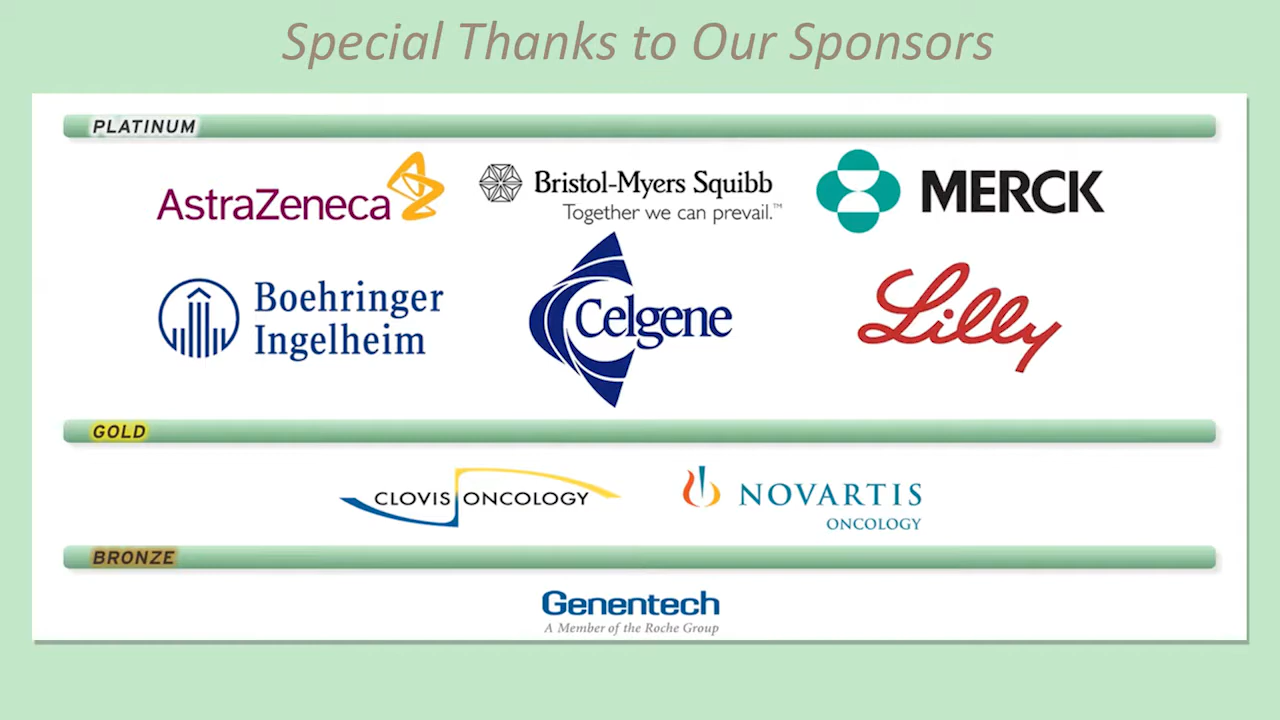 Special Thanks to Our Sponsors
PLATINUM
AstraZeneca
Bristol-Myers Squibb
Together we can prevail.™
MERCK
Boehringer
Ingelheim
Celgene
Lilly
GOLD
CLOVIS ONCOLOGY
NOVARTIS
ONCOLOGY
BRONZE
Genentech
A Member of the Roche Group